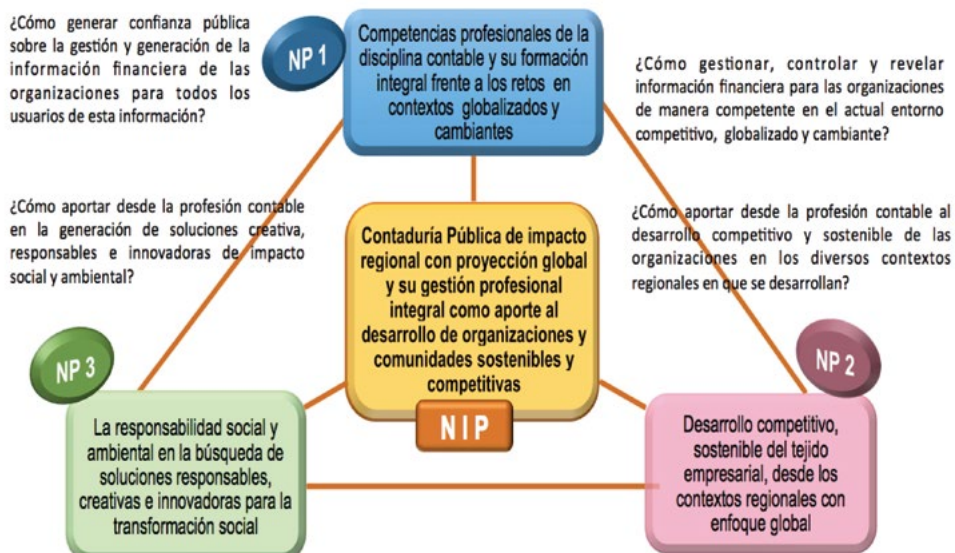 ¿Cómo generar confianza pública
sobre la gestión y generación de la
información financiera de las
organizaciones para todos los
usuarios de esta información?
NP 1
Competencias profesionales de la
disciplina contable y su formación
integral frente a los retos en
contextos globalizados y
cambiantes
¿Cómo gestionar, controlar y revelar
información financiera para las organizaciones
de manera competente en el actual entorno
competitivo, globalizado y cambiante?
¿Cómo aportar desde la profesión contable
en la generación de soluciones creativa,
responsables e innovadoras de impacto
social y ambiental?
Contaduría Pública de impacto
regional con proyección global
y su gestión profesional
integral como aporte al
desarrollo de organizaciones y
comunidades sostenibles y
competitivas
NIP
¿Cómo aportar desde la profesión contable al
desarrollo competitivo y sostenible de las
organizaciones en los diversos contextos
regionales en que se desarrollan?
NP 3
La responsabilidad social y
ambiental en la búsqueda de
soluciones responsables,
creativas e innovadoras para la
transformación social
NP 2
Desarrollo competitivo,
sostenible del tejido
empresarial, desde los
contextos regionales con
enfoque global